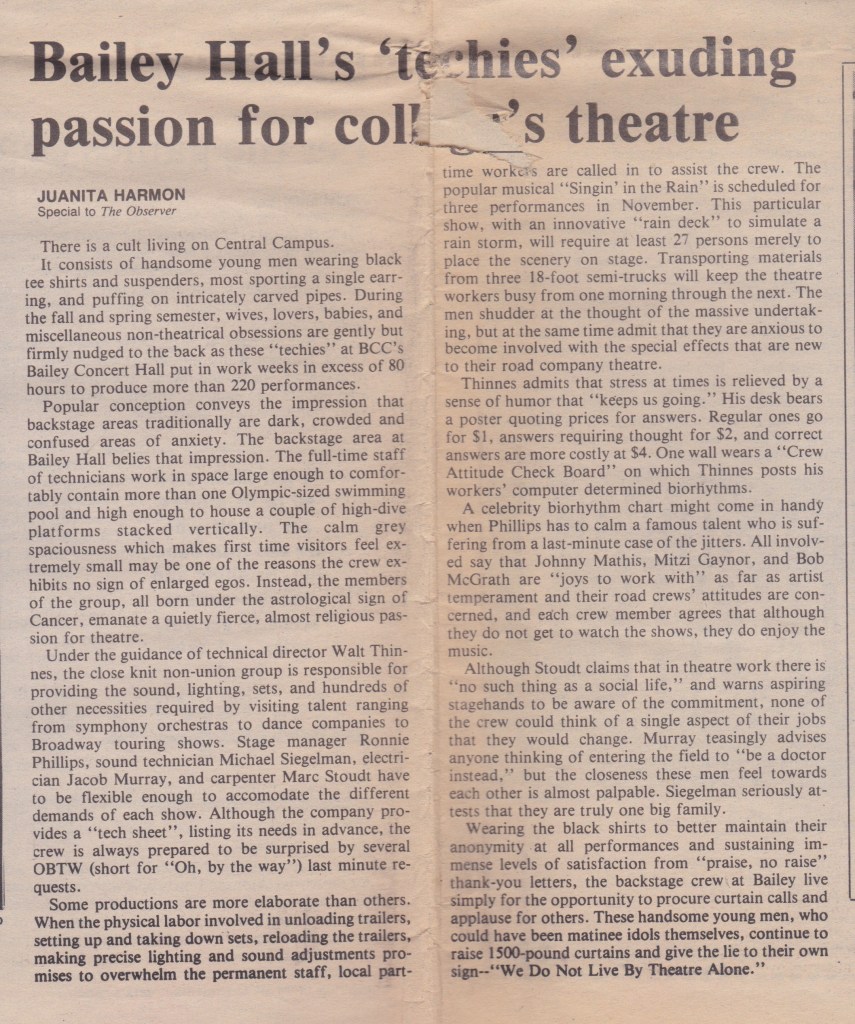 Bailey Hall's 'techies' exuding
passion for 's theatre
JUANITA HARMON
Special to The Observer
There is a cult living on Central Campus.
It consists of handsome young men wearing black
tee shirts and suspenders, most sporting a single earr-
ing, and puffing on intricately carved pipes. During
the fall and spring semester, wives, lovers, babies, and
miscellaneous non-theatrical obsessions are gently but
firmly nudged to the back as these "techies" at BCC's
Bailey Concert Hall put in work weeks in excess of 80
hours to produce more than 220 performances.
Popular conception conveys the impression that
backstage areas traditionally are dark, crowded and
confused areas of anxiety. The backstage area at
Bailey Hall belies that impression. The full-time staff
of technicians work in space large enough to comfor-
tably contain more than one Olympic-sized swimming
pool and high enough to house a couple of high-dive
platforms stacked vertically. The calm grey
spaciousness which makes first time visitors feel ex-
tremely small may be one of the reasons the crew ex-
hibits no sign of enlarged egos. Instead, the members
of the group, all born under the astrological sign of
Cancer, emanate a quietly fierce, almost religious pas-
sion for theatre.
Under the guidance of technical director Walt Thin-
nes, the close knit non-union group is responsible for
providing the sound, lighting, sets, and hundreds of
other necessities required by visiting talent ranging
from symphony orchestras to dance companies to
Broadway touring shows. Stage manager Ronnie
Phillips, sound technician Michael Siegelman, electri-
cian Jacob Murray, and carpenter Marc Stoudt have
to be flexible enough to accomodate the different
demands of each show. Although the company pro-
vides a "tech sheet", listing its needs in advance, the
crew is always prepared to be surprised by several
OBTW (short for "Oh, by the way") last minute re-
quests.
Some productions are more elaborate than others.
When the physical labor involved in unloading trailers,
setting up and taking down sets, reloading the trailers,
making precise lighting and sound adjustments pro-
mises to overwhelm the permanent staff, local part-
time workers are called in to assist the crew. The
popular musical "Singin' in the Rain" is scheduled for
three performances in November. This particular
show, with an innovative "rain deck" to simulate a
rain storm, will require at least 27 persons merely to
place the scenery on stage. Transporting materials
from three 18-foot semi-trucks will keep the theatre
workers busy from one morning through the next. The
men shudder at the thought of the massive undertak-
ing, but at the same time admit that they are anxious to
become involved with the special effects that are new
to their road company theatre.
Thinnes admits that stress at times is relieved by a
sense of humor that "keeps us going." His desk bears
a poster quoting prices for answers. Regular ones go
for $1, answers requiring thought for $2, and correct
answers are more costly at $4. One wall wears a "Crew
Attitude Check Board" on which Thinnes posts his
workers' computer determined biorhythms.
A celebrity biorhythm chart might come in handy
when Phillips has to calm a famous talent who is suf-
fering from a last-minute case of the jitters. All involv-
ed say that Johnny Mathis, Mitzi Gaynor, and Bob
McGrath are "joys to work with" as far as artist
temperament and their road crews' attitudes are con-
cerned, and each crew member agrees that although
they do not get to watch the shows, they do enjoy the
music.
Although Stoudt claims that in theatre work there is
"no such thing as a social life," and warns aspiring
stagehands to be aware of the commitment, none of
the crew could think of a single aspect of their jobs
that they would change. Murray teasingly advises
anyone thinking of entering the field to "be a doctor
instead," but the closeness these men feel towards
each other is almost palpable. Siegelman seriously at-
tests that they are truly one big family.
Wearing the black shirts to better maintain their
anonymity at all performances and sustaining im-
mense levels of satisfaction from "praise, no raise"
thank-you letters, the backstage crew at Bailey live
simply for the opportunity to procure curtain calls and
applause for others. These handsome young men, who
could have been matinee idols themselves, continue to
raise 1500-pound curtains and give the lie to their own
sign--"We Do Not Live By Theatre Alone."